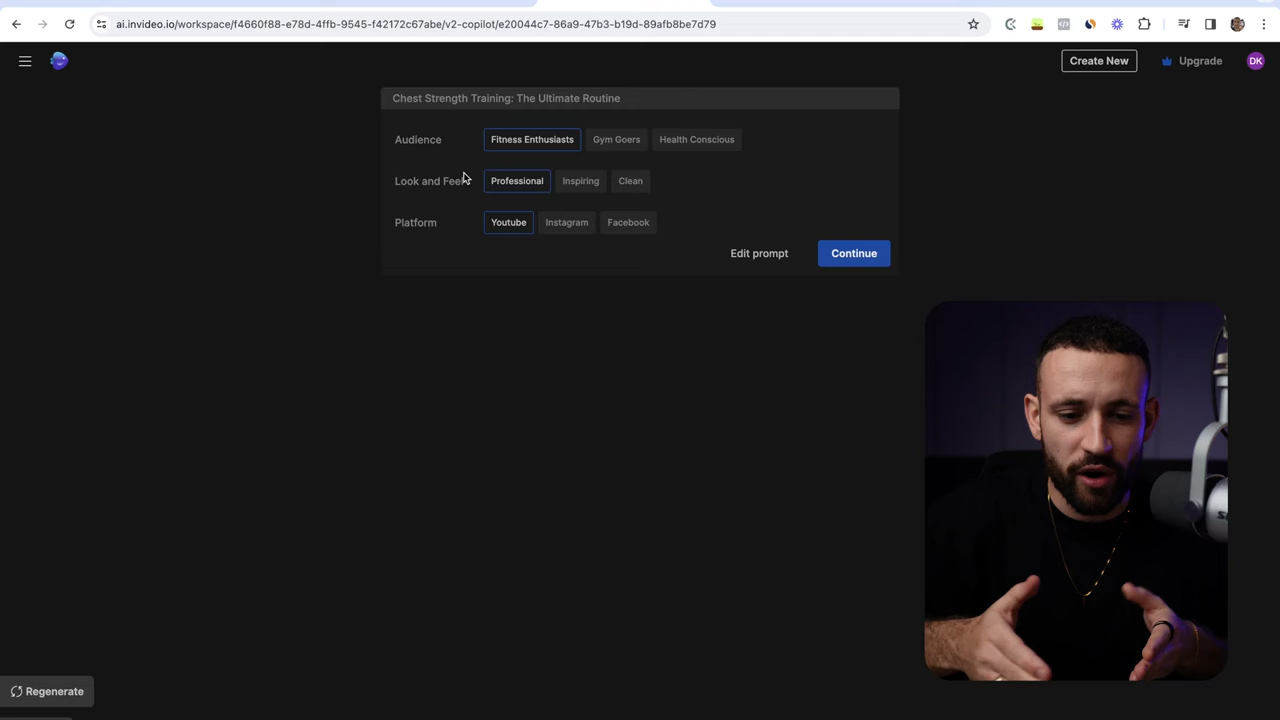 ai.invideo.io/workspace/f4660f88-e78d-4ffb-9545-f42172c67abe/v2-copilot/e20044c7-86a9-47b3-b19d-89afb8be7d79
Create New
Upgrade
DK
Chest Strength Training: The Ultimate Routine
Audience Fitness Enthusiasts Gym Goers Health Conscious
Look and Feel Professional Inspiring Clean
Platform Youtube Instagram Facebook
Edit prompt Continue
Regenerate